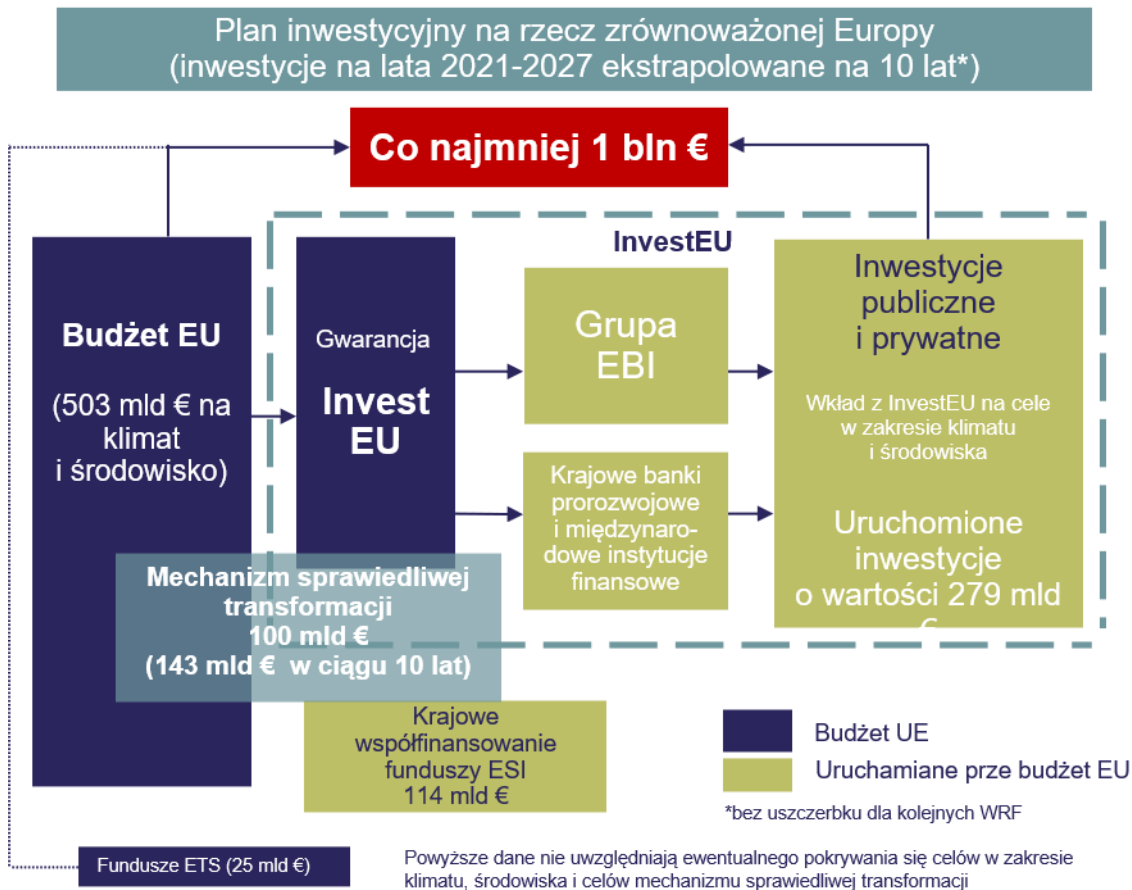 Plan inwestycyjny na rzecz zrównoważonej Europy
(inwestycje na lata 2021-2027 ekstrapolowane na 10 lat*)
Co najmniej 1 bln €
InvestEU
Budżet EU
(503 mld € na
klimat
i środowisko)
Gwarancja
Invest
EU
Grupa
EBI
Krajowe banki
prorozwojowe
i międzynaro-
dowe instytucje
finansowe
Inwestycje
publiczne
i prywatne
Wkład z InvestEU na cele
w zakresie klimatu
i środowiska
Uruchomione
inwestycje
o wartości 279 mld
€
Mechanizm sprawiedliwej
transformacji
100 mld €
(143 mld € w ciągu 10 lat)
Krajowe
współfinansowanie
funduszy ESI
114 mld €
Budżet UE
Uruchamiane prze budżet EU
*bez uszczerbku dla kolejnych WRF
Fundusze ETS (25 mld €)
Powyższe dane nie uwzględniają ewentualnego pokrywania się celów w zakresie
klimatu, środowiska i celów mechanizmu sprawiedliwej transformacji